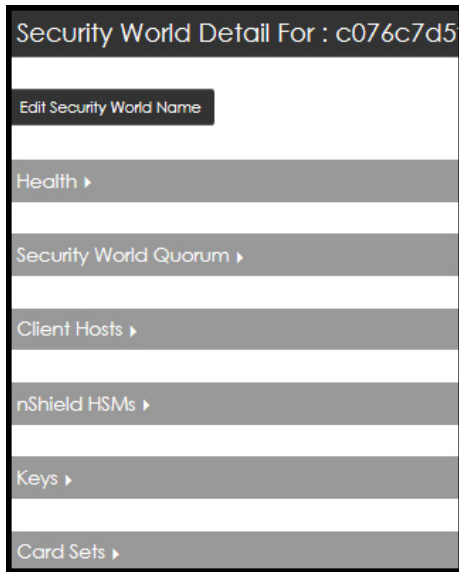 Security World Detail For : c076c7d5
Edit Security World Name
Health
Security World Quorum
Client Hosts
nShield HSMs
Keys
Card Sets